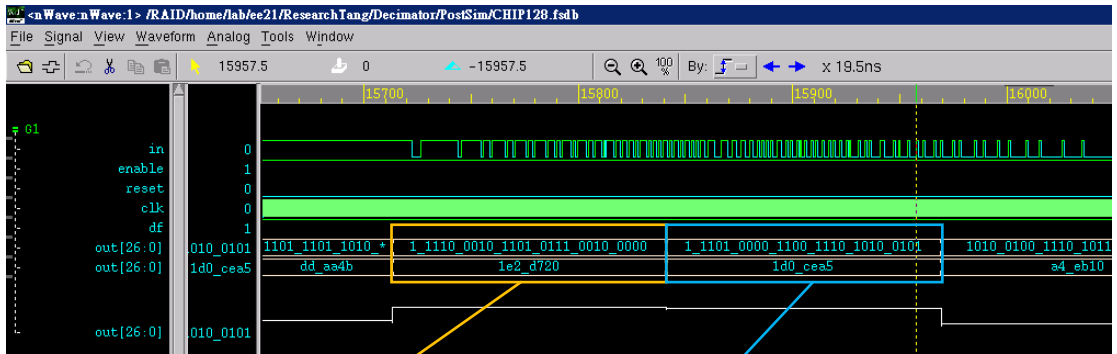 <nWave:nWave:1> /RAID/home/lab/ee21/ResearchTang/Decimator/PostSim/CHIP128.fsdb
File Signal View Waveform Analog Tools Window
15957.5 0 -15957.5 100 % By: x 19.5ns
15700 15800 15900 16000
G1
in 0
enable 1
reset 0
clk 0
df 1
out[26:0] .010_0101 1101_1101_1010_* 1_1110_0010_1101_0111_0010_0000 1_1101_0000_1100_1110_1010_0101 1010_0100_1110_1011
out[26:0] 1d0_cea5 dd_aa4b 1e2_d720 1d0_cea5 a4_eb10
out[26:0] .010_0101